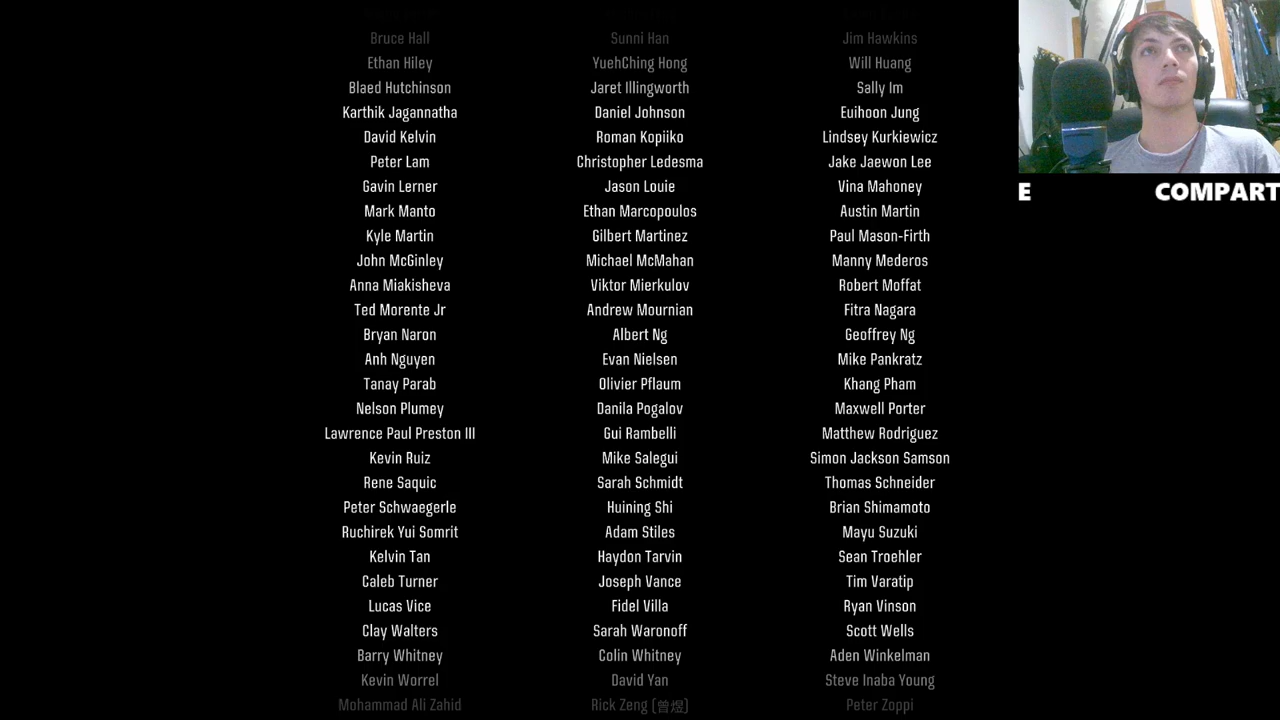 Bruce Hall Sunni Han Jim Hawkins
Ethan Hiley YuehChing Hong Will Huang
Blaed Hutchinson Jaret Illingworth Sally Im
Karthik Jagannatha Daniel Johnson Euihoon Jung
David Kelvin Roman Kopiiko Lindsey Kurkiewicz
Peter Lam Christopher Ledesma Jake Jaewon Lee
Gavin Lerner Jason Louie Vina Mahoney
Mark Manto Ethan Marcopoulos Austin Martin
Kyle Martin Gilbert Martinez Paul Mason-Firth
John McGinley Michael McMahan Manny Mederos
Anna Miakisheva Viktor Mierkulov Robert Moffat
Ted Morente Jr Andrew Mournian Fitra Nagara
Bryan Naron Albert Ng Geoffrey Ng
Anh Nguyen Evan Nielsen Mike Pankratz
Tanay Parab Olivier Pflaum Khang Pham
Nelson Plumey Danila Pogalov Maxwell Porter
Lawrence Paul Preston III Gui Rambelli Matthew Rodriguez
Kevin Ruiz Mike Salegui Simon Jackson Samson
Rene Saquic Sarah Schmidt Thomas Schneider
Peter Schwaegerle Huining Shi Brian Shimamoto
Ruchirek Yui Somrit Adam Stiles Mayu Suzuki
Kelvin Tan Haydon Tarvin Sean Troehler
Caleb Turner Joseph Vance Tim Varatip
Lucas Vice Fidel Villa Ryan Vinson
Clay Walters Sarah Waronoff Scott Wells
Barry Whitney Colin Whitney Aden Winkelman
Kevin Worrel David Yan Steve Inaba Young
Mohammad Ali Zahid Rick Zeng (曾煜) Peter Zoppi
E COMPART